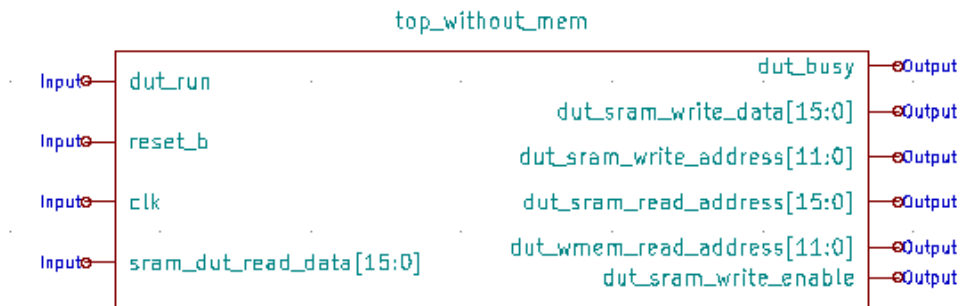 top_without_mem
Input dut_run
dut_busy Output
dut_sram_write_data[15:0] Output
Input reset_b
dut_sram_write_address[11:0] Output
Input clk
dut_sram_read_address[15:0] Output
dut_wmem_read_address[11:0] Output
Input sram_dut_read_data[15:0]
dut_sram_write_enable Output